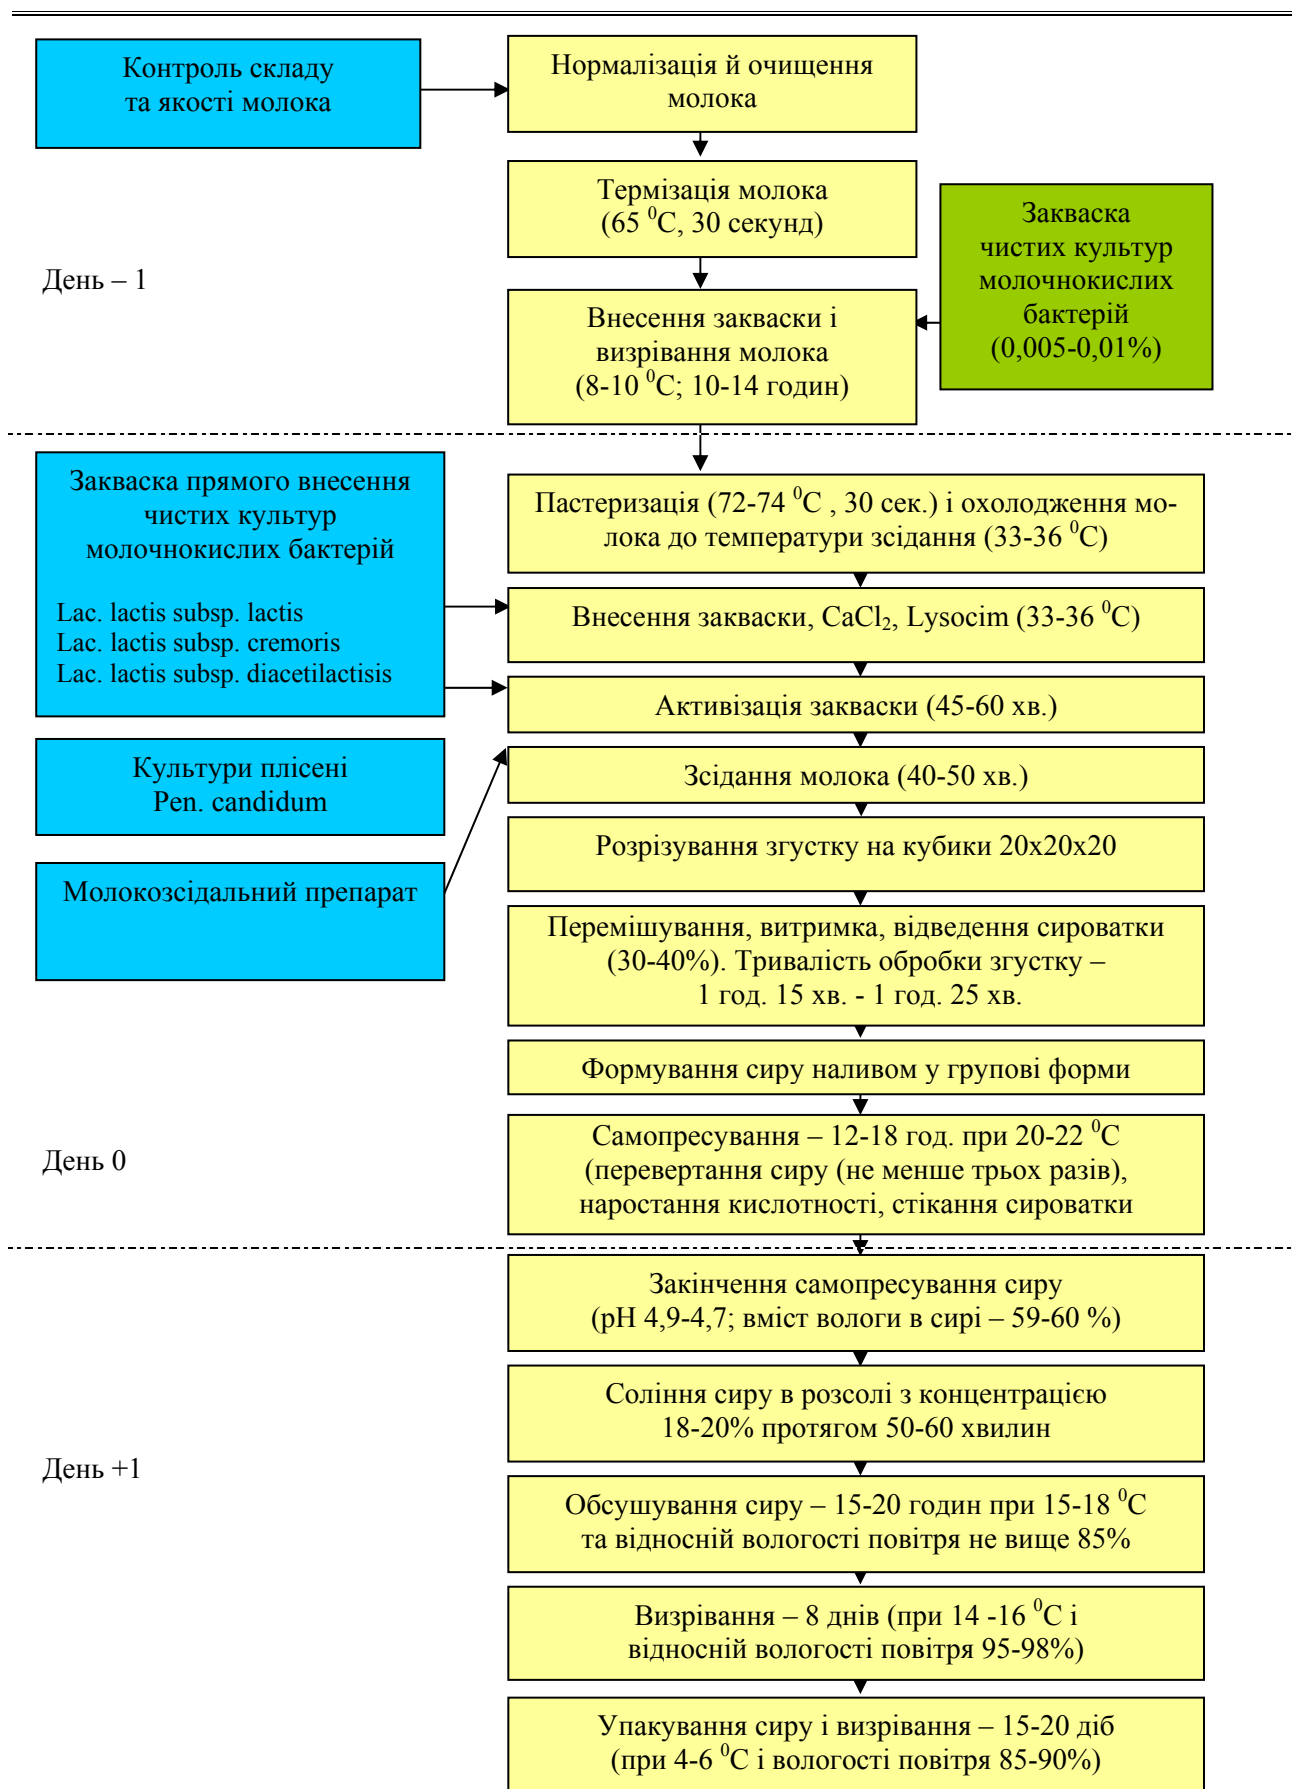 Контроль складу
та якості молока
Нормалізація й очищення
молока
Термізація молока
(65 ⁰С, 30 секунд)
Закваска
чистих культур
молочнокислих
бактерій
(0,005-0,01%)
День – 1
Внесення закваски і
визрівання молока
(8-10 ⁰С; 10-14 годин)
Закваска прямого внесення
чистих культур
молочнокислих бактерій
Lac. lactis subsp. lactis
Lac. lactis subsp. cremoris
Lac. lactis subsp. diacetilactisis
Пастеризація (72-74 ⁰С , 30 сек.) і охолодження мо-
лока до температури зсідання (33-36 ⁰С)
Внесення закваски, CaCl₂, Lysocim (33-36 ⁰С)
Активізація закваски (45-60 хв.)
Культури плісені
Pen. candidum
Зсідання молока (40-50 хв.)
Розрізування згустку на кубики 20х20х20
Молокозсідальний препарат
Перемішування, витримка, відведення сироватки
(30-40%). Тривалість обробки згустку –
1 год. 15 хв. - 1 год. 25 хв.
Формування сиру наливом у групові форми
День 0
Самопресування – 12-18 год. при 20-22 ⁰С
(перевертання сиру (не менше трьох разів),
наростання кислотності, стікання сироватки
Закінчення самопресування сиру
(рН 4,9-4,7; вміст вологи в сирі – 59-60 %)
Соління сиру в розсолі з концентрацією
18-20% протягом 50-60 хвилин
День +1
Обсушування сиру – 15-20 годин при 15-18 ⁰С
та відносній вологості повітря не вище 85%
Визрівання – 8 днів (при 14 -16 ⁰С і
відносній вологості повітря 95-98%)
Упакування сиру і визрівання – 15-20 діб
(при 4-6 ⁰С і вологості повітря 85-90%)